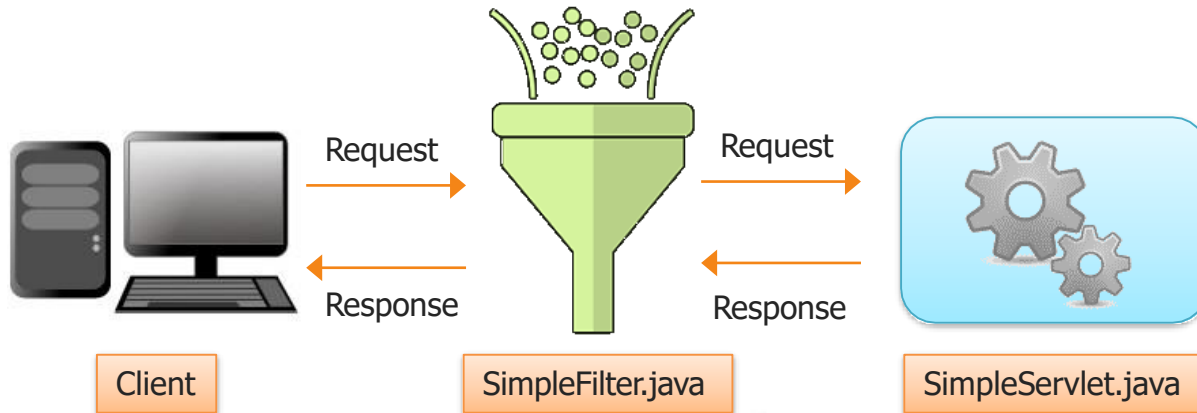 Request
Request
Response
Response
Client
SimpleFilter.java
SimpleServlet.java